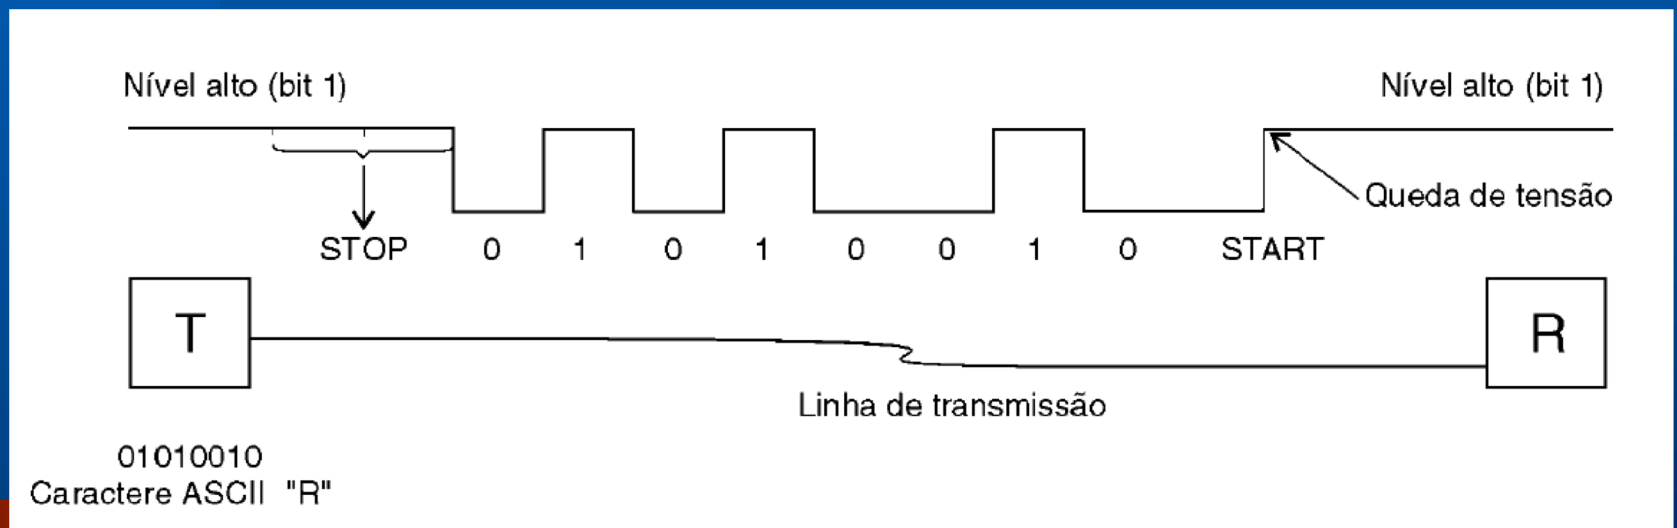 Nível alto (bit 1)
Nível alto (bit 1)
Queda de tensão
STOP 0 1 0 1 0 0 1 0 START
T
R
Linha de transmissão
01010010
Caractere ASCII "R"